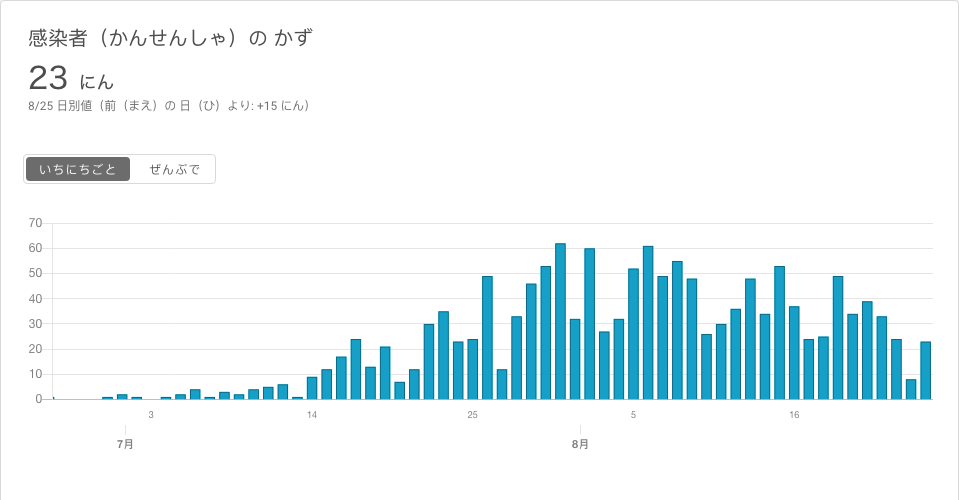 感染者（かんせんしゃ）の かず
23 にん
8/25 日別値（前（まえ）の 日（ひ）より: +15 にん）
いちにちごと ぜんぶで
70
60
50
40
30
20
10
0
3 14 25 5 16
7月 8月